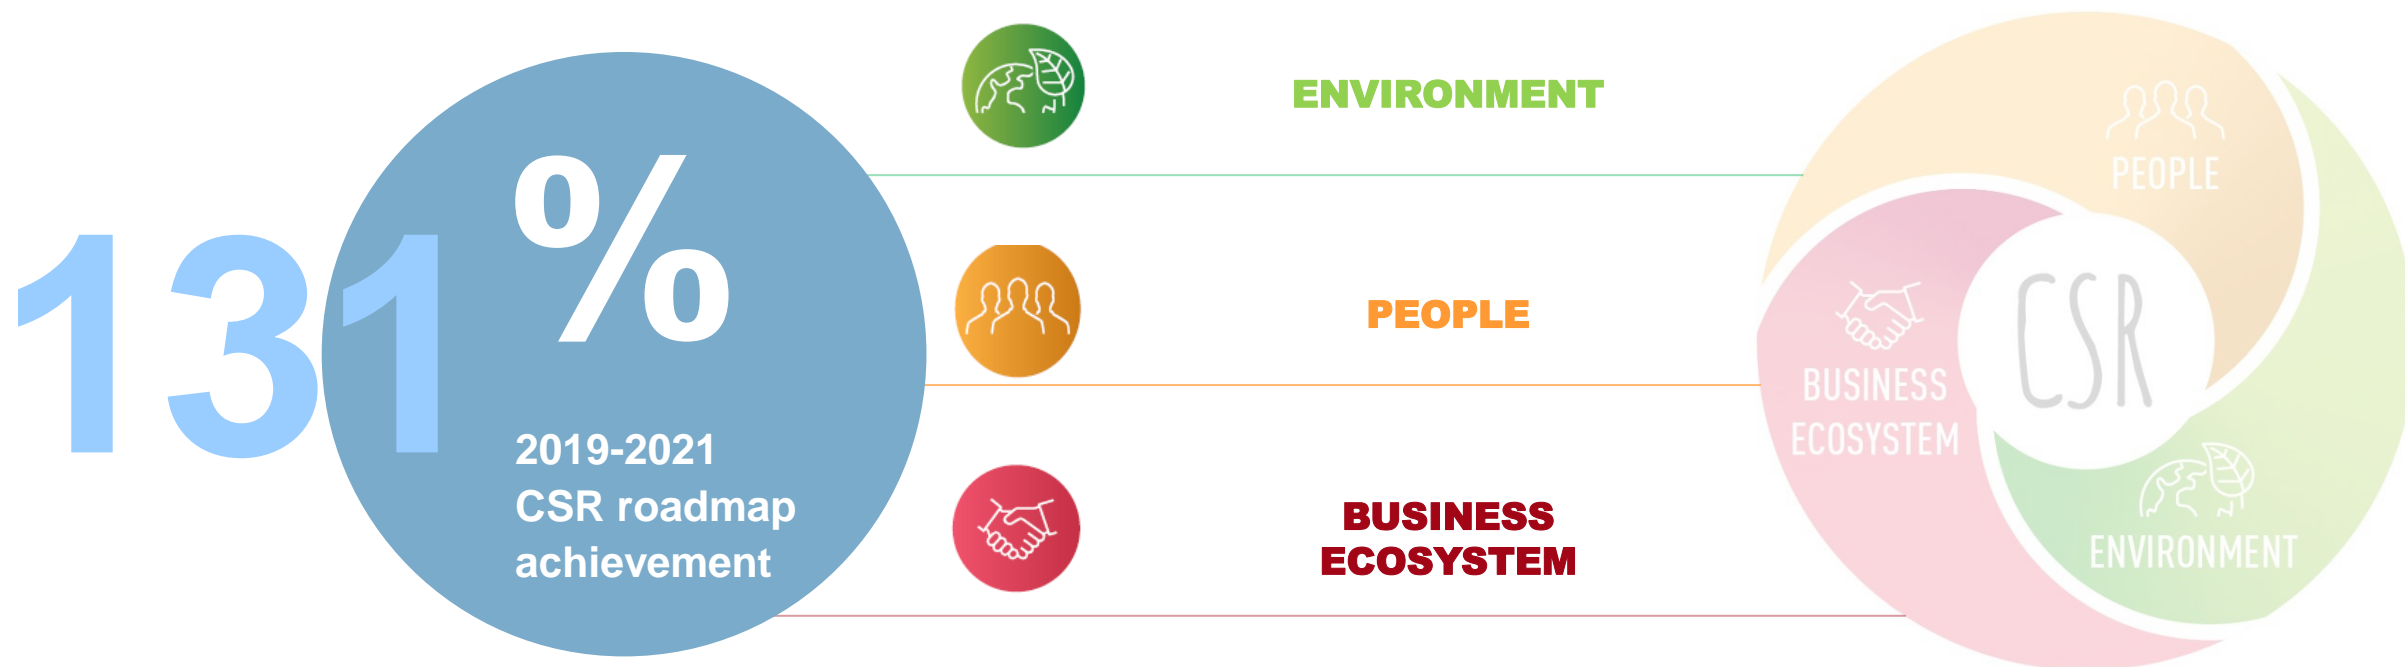 131 %
2019-2021
CSR roadmap
achievement
ENVIRONMENT
PEOPLE
BUSINESS
ECOSYSTEM
PEOPLE
BUSINESS
ECOSYSTEM
CSR
ENVIRONMENT